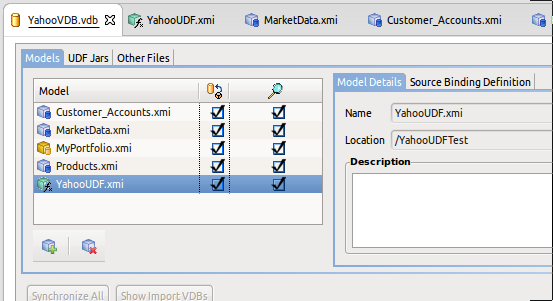 YahooVDB.vdb YahooUDF.xmi MarketData.xmi Customer_Accounts.xmi
Models UDF Jars Other Files
Model
Customer_Accounts.xmi
MarketData.xmi
MyPortfolio.xmi
Products.xmi
YahooUDF.xmi
Model Details Source Binding Definition
Name YahooUDF.xmi
Location /YahooUDFTest
Description
Synchronize All Show Import VDBs